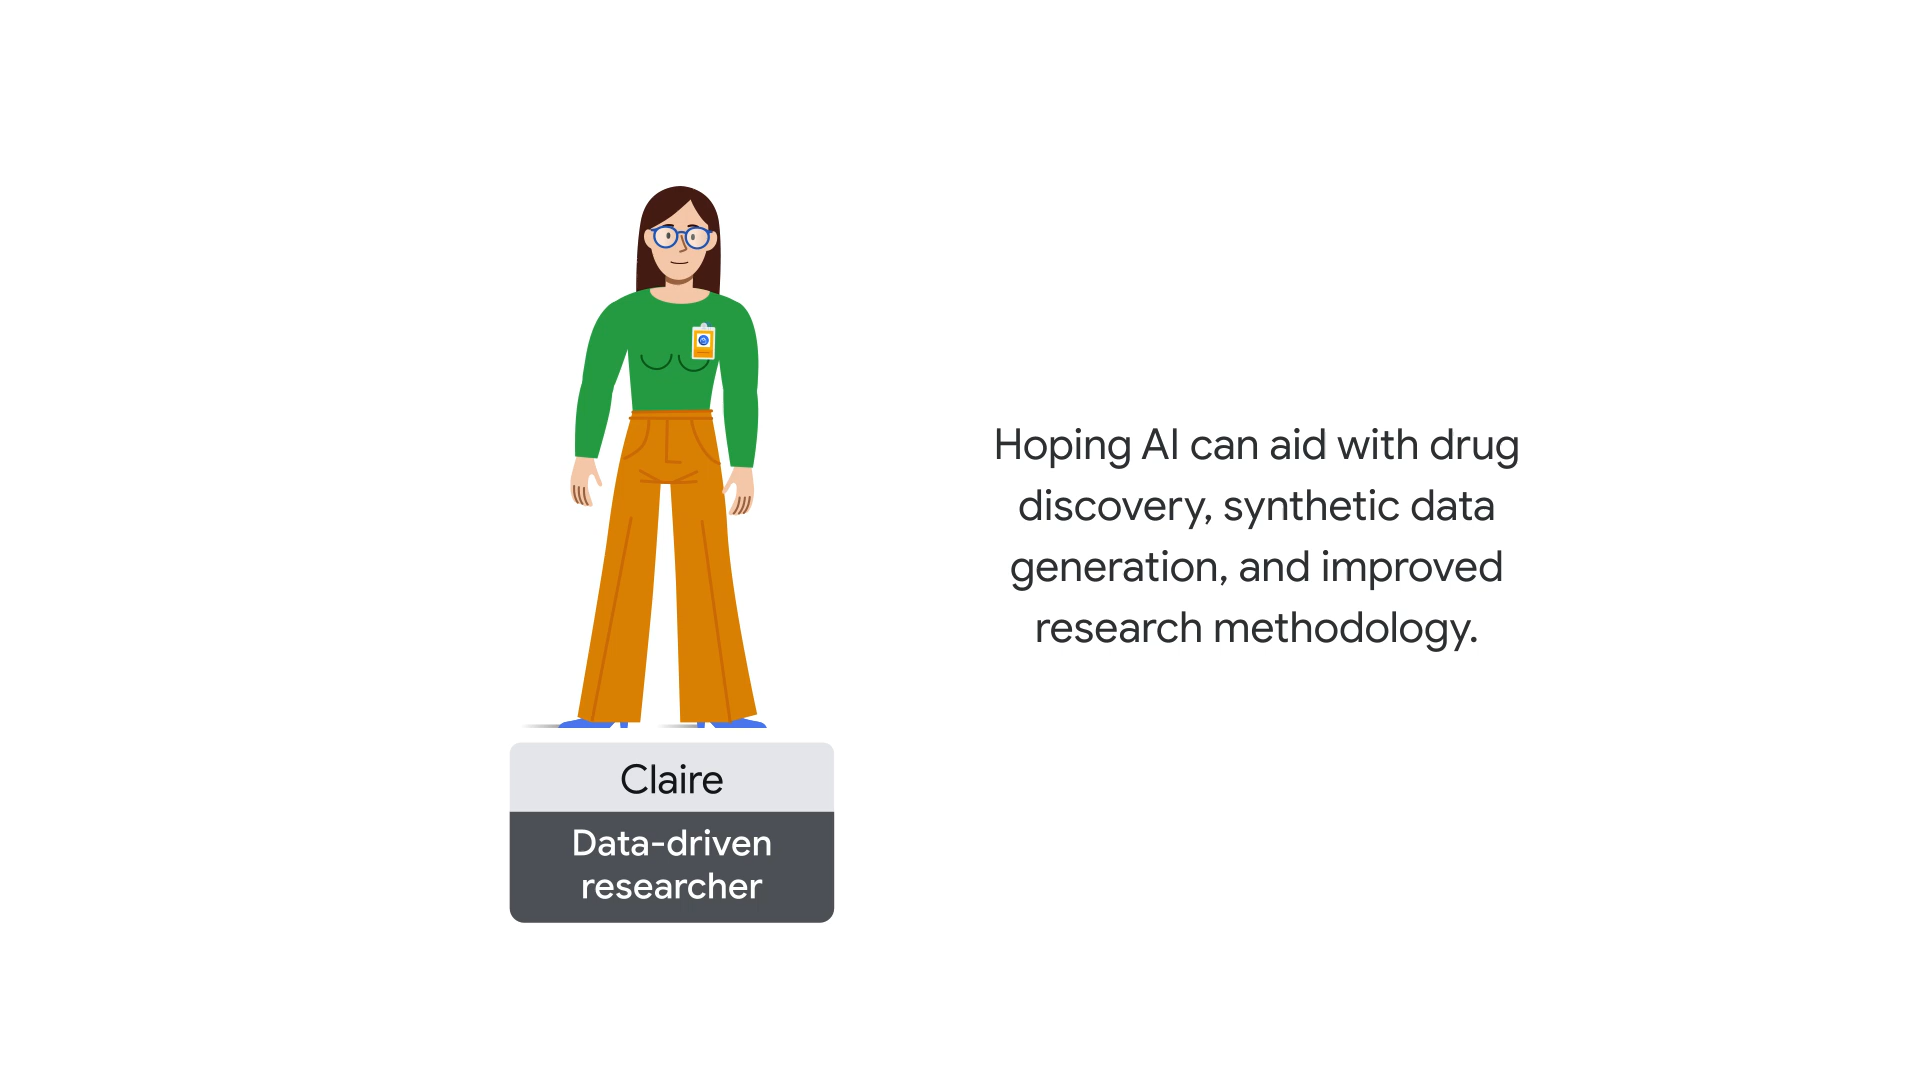 Hoping AI can aid with drug
discovery, synthetic data
generation, and improved
research methodology.
Claire
Data-driven
researcher